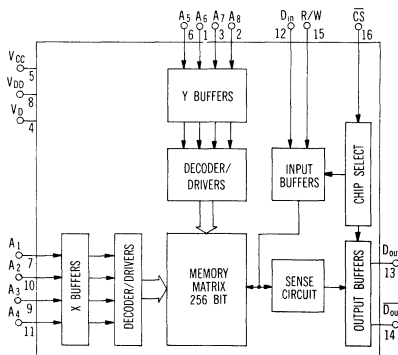 A5 A6 A7 A8 Din R/W C̅S̅
6 1 3 2 12 15 16
VCC
5
VDD
8
VD
4
Y BUFFERS
DECODER/
DRIVERS
INPUT
BUFFERS
CHIP SELECT
A1
7
A2
10
A3
9
A4
11
X BUFFERS
DECODER/DRIVERS
MEMORY
MATRIX
256 BIT
SENSE
CIRCUIT
OUTPUT BUFFERS
Dou
13
D̅o̅u̅
14